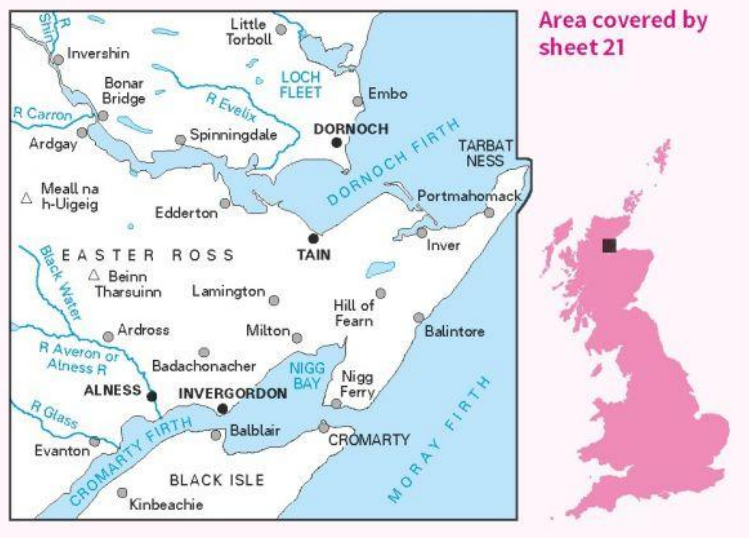 Area covered by
sheet 21
R
Shin
Little
Torboll
Invershin
LOCH
FLEET
Bonar
Bridge
Embo
R Evelix
R Carron
DORNOCH
Ardgay
Spinningdale
DORNOCH FIRTH
TARBAT
NESS
Meall na
h-Uigeig
Portmahomack
Edderton
Inver
EASTER ROSS
TAIN
Black Water
Beinn
Tharsuinn
Lamington
Hill of
Fearn
Ardross
Milton
Balintore
R Averon or
Alness R
Badachonacher
NIGG
BAY
Nigg
Ferry
ALNESS
INVERGORDON
R Glass
Balblair
CROMARTY
Evanton
CROMARTY FIRTH
MORAY FIRTH
BLACK ISLE
Kinbeachie